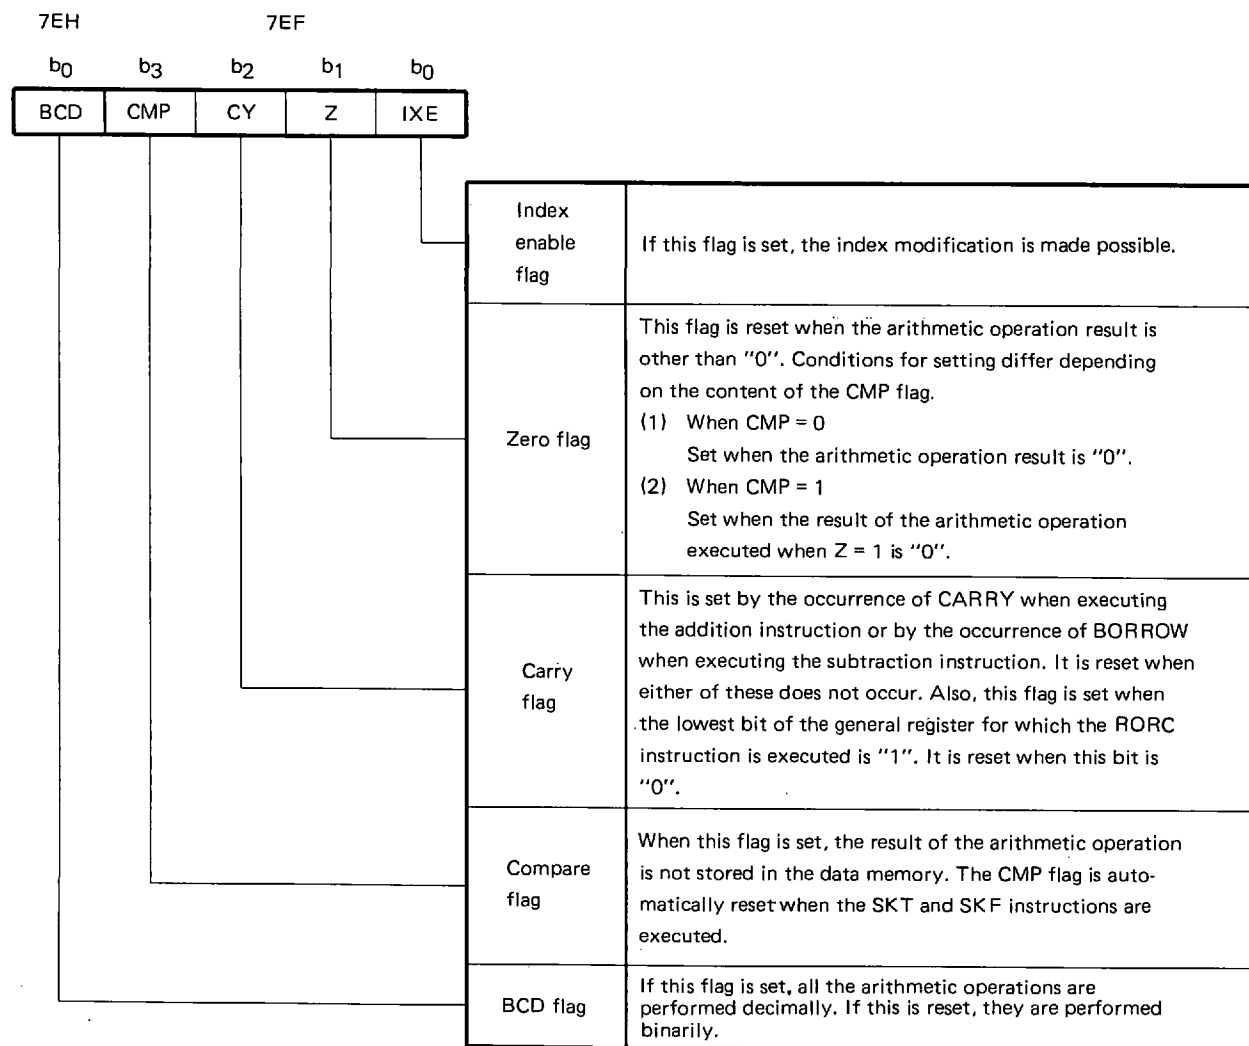 7EH 7EF
b0 b3 b2 b1 b0
BCD CMP CY Z IXE
Index
enable
flag
If this flag is set, the index modification is made possible.
Zero flag
This flag is reset when the arithmetic operation result is
other than "0". Conditions for setting differ depending
on the content of the CMP flag.
(1) When CMP = 0
Set when the arithmetic operation result is "0".
(2) When CMP = 1
Set when the result of the arithmetic operation
executed when Z = 1 is "0".
Carry
flag
This is set by the occurrence of CARRY when executing
the addition instruction or by the occurrence of BORROW
when executing the subtraction instruction. It is reset when
either of these does not occur. Also, this flag is set when
the lowest bit of the general register for which the RORC
instruction is executed is "1". It is reset when this bit is
"0".
Compare
flag
When this flag is set, the result of the arithmetic operation
is not stored in the data memory. The CMP flag is auto-
matically reset when the SKT and SKF instructions are
executed.
BCD flag
If this flag is set, all the arithmetic operations are
performed decimally. If this is reset, they are performed
binarily.